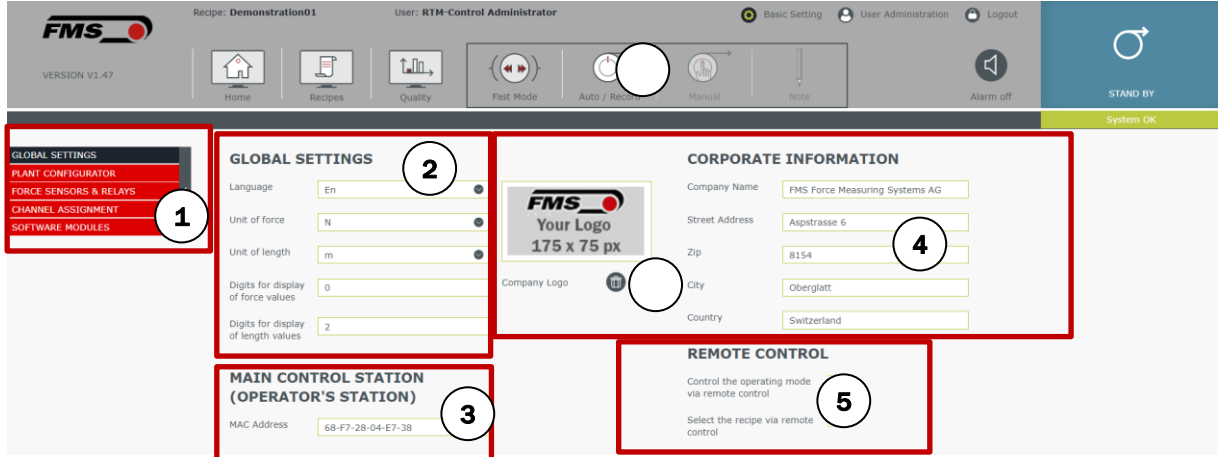 Recipe: Demonstration01
User: RTM-Control Administrator
Basic Setting
User Administration
Logout
FMS
VERSION V1.47
Home
Recipes
Quality
Fast Mode
Auto / Record
Manual
Note
Alarm off
STAND BY
System OK
GLOBAL SETTINGS
PLANT CONFIGURATOR
FORCE SENSORS & RELAYS
CHANNEL ASSIGNMENT
SOFTWARE MODULES
1
GLOBAL SETTINGS
2
Language
En
Unit of force
N
Unit of length
m
Digits for display
of force values
0
Digits for display
of length values
2
MAIN CONTROL STATION
(OPERATOR'S STATION)
3
MAC Address
68-F7-28-04-E7-38
FMS
Your Logo
175 x 75 px
Company Logo
CORPORATE INFORMATION
Company Name
FMS Force Measuring Systems AG
Street Address
Aspstrasse 6
4
Zip
8154
City
Oberglatt
Country
Switzerland
REMOTE CONTROL
Control the operating mode
via remote control
5
Select the recipe via remote
control